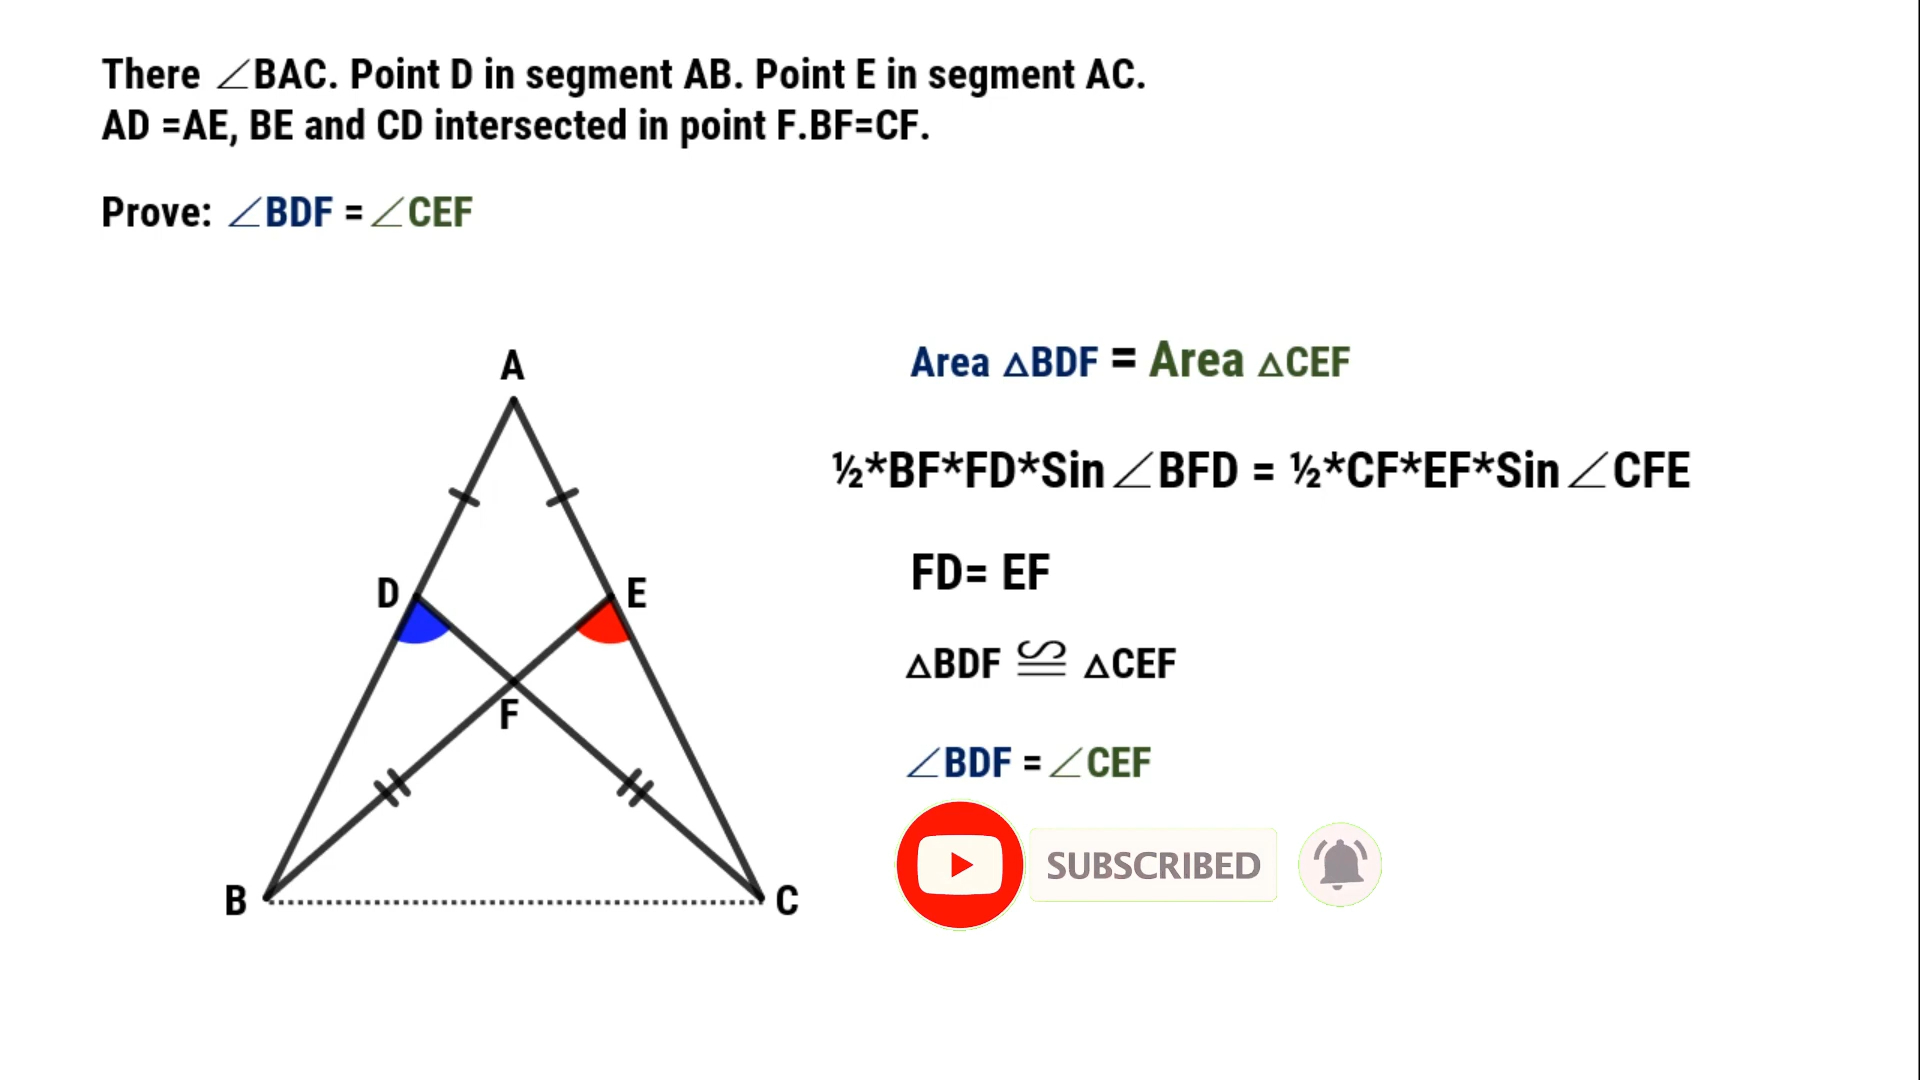 There ∠BAC. Point D in segment AB. Point E in segment AC.
AD =AE, BE and CD intersected in point F.BF=CF.
Prove: ∠BDF =∠CEF
Area △BDF = Area △CEF
½*BF*FD*Sin∠BFD = ½*CF*EF*Sin∠CFE
FD= EF
△BDF ≌ △CEF
∠BDF =∠CEF
SUBSCRIBED
A
D
E
F
B
C